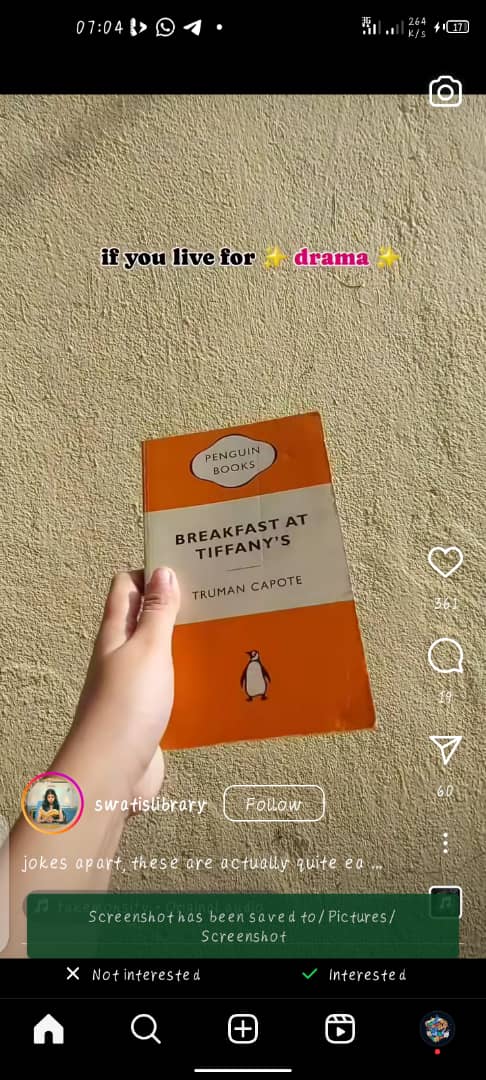 07:04
264
K/s
17
if you live for ✨ drama ✨
PENGUIN
BOOKS
BREAKFAST AT
TIFFANY'S
TRUMAN CAPOTE
361
19
60
swatislibrary
Follow
jokes apart, these are actually quite ea ...
Original audio
Screenshot has been saved to/Pictures/
Screenshot
Not interested
Interested